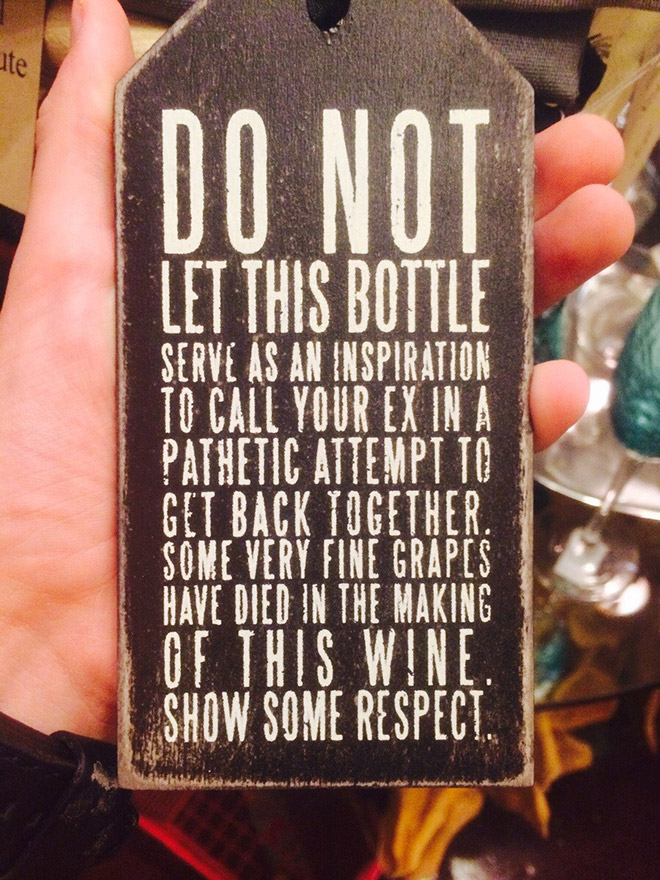 ute
DO NOT
LET THIS BOTTLE
SERVE AS AN INSPIRATION
TO CALL YOUR EX IN A
PATHETIC ATTEMPT TO
GET BACK TOGETHER.
SOME VERY FINE GRAPES
HAVE DIED IN THE MAKING
OF THIS WINE.
SHOW SOME RESPECT.